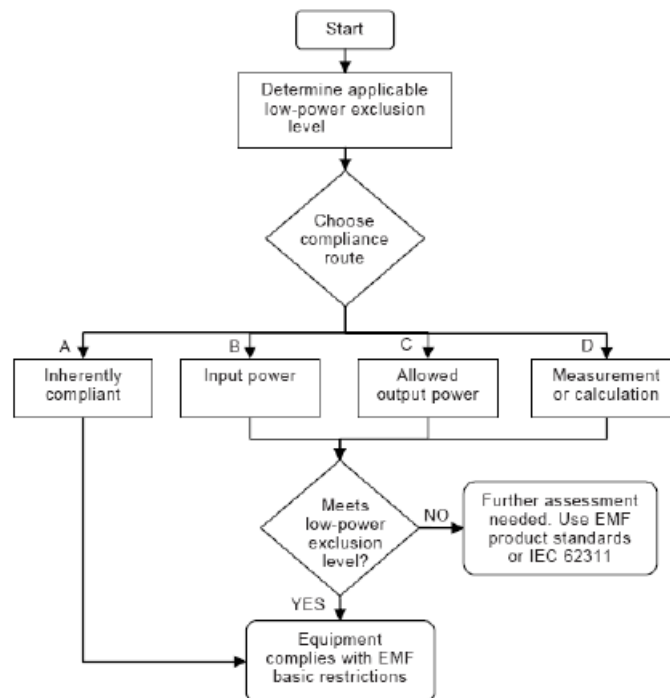 Start
Determine applicable
low-power exclusion
level
Choose
compliance
route
A
B
C
D
Inherently
compliant
Input power
Allowed
output power
Measurement
or calculation
Meets
low-power
exclusion
level?
NO
Further assessment
needed. Use EMF
product standards
or IEC 62311
YES
Equipment
complies with EMF
basic restrictions